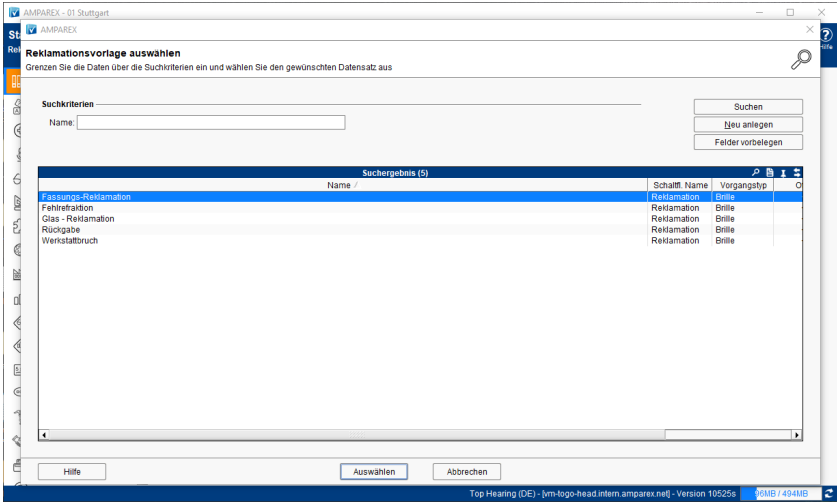 AMPAREX - 01 Stuttgart
AMPAREX
Reklamationsvorlage auswählen
Grenzen Sie die Daten über die Suchkriterien ein und wählen Sie den gewünschten Datensatz aus
Hilfe
Suchkriterien
Name:
Suchen
Neu anlegen
Felder vorbelegen
Suchergebnis (5)
Name Schaltfl. Name Vorgangstyp
Fassungs-Reklamation Reklamation Brille
Fehlrefraktion Reklamation Brille
Glas - Reklamation Reklamation Brille
Rückgabe Reklamation Brille
Werkstattbruch Reklamation Brille
Hilfe Auswählen Abbrechen
Top Hearing (DE) - [vm-togo-head.intern.amparex.net] - Version 10525s 96MB / 494MB